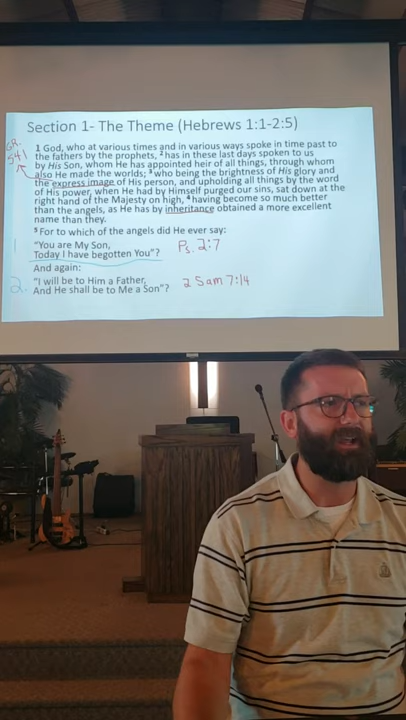 Section 1- The Theme (Hebrews 1:1-2:5)
1 God, who at various times and in various ways spoke in time past to
the fathers by the prophets, 2 has in these last days spoken to us
by His Son, whom He has appointed heir of all things, through whom
also He made the worlds; 3 who being the brightness of His glory and
the express image of His person, and upholding all things by the word
of His power, when He had by Himself purged our sins, sat down at the
right hand of the Majesty on high, 4 having become so much better
than the angels, as He has by inheritance obtained a more excellent
name than they.
5 For to which of the angels did He ever say:
1 "You are My Son,
Today I have begotten You"? Ps. 2:7
And again:
2. "I will be to Him a Father,
And He shall be to Me a Son"? 2 Sam 7:14
GR.
541